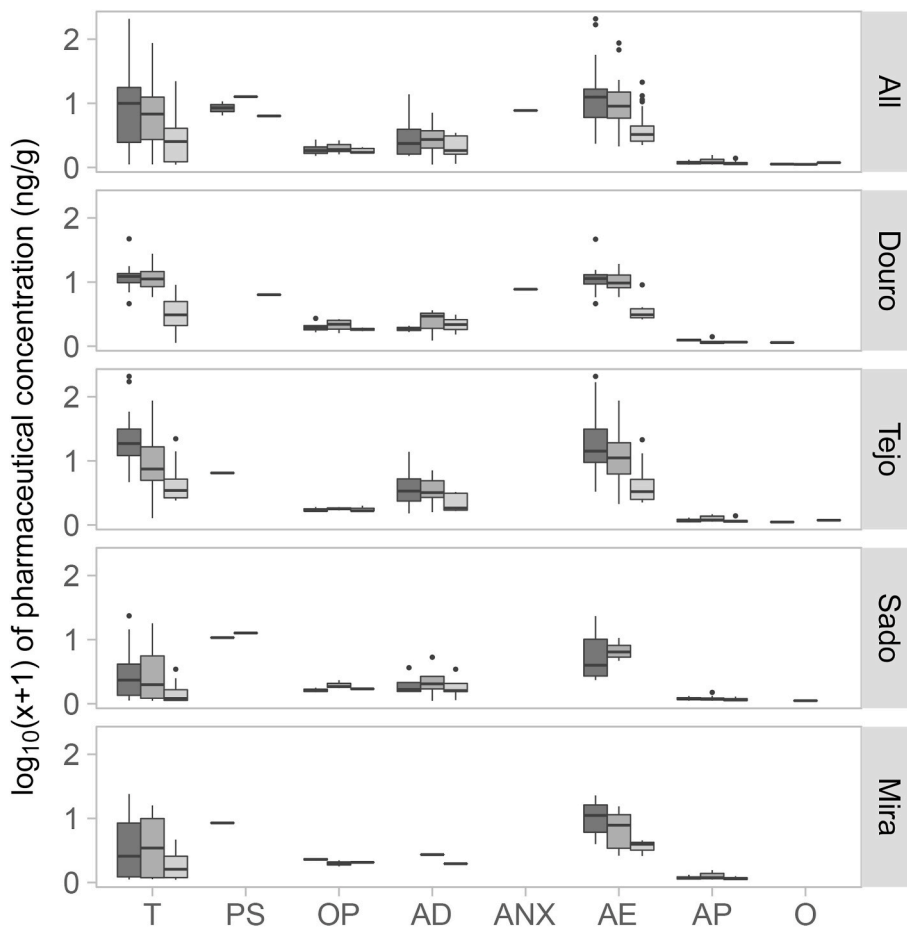 log₁₀(x+1) of pharmaceutical concentration (ng/g)
2
1
0
All
2
1
0
Douro
2
1
0
Tejo
2
1
0
Sado
2
1
0
Mira
T PS OP AD ANX AE AP O